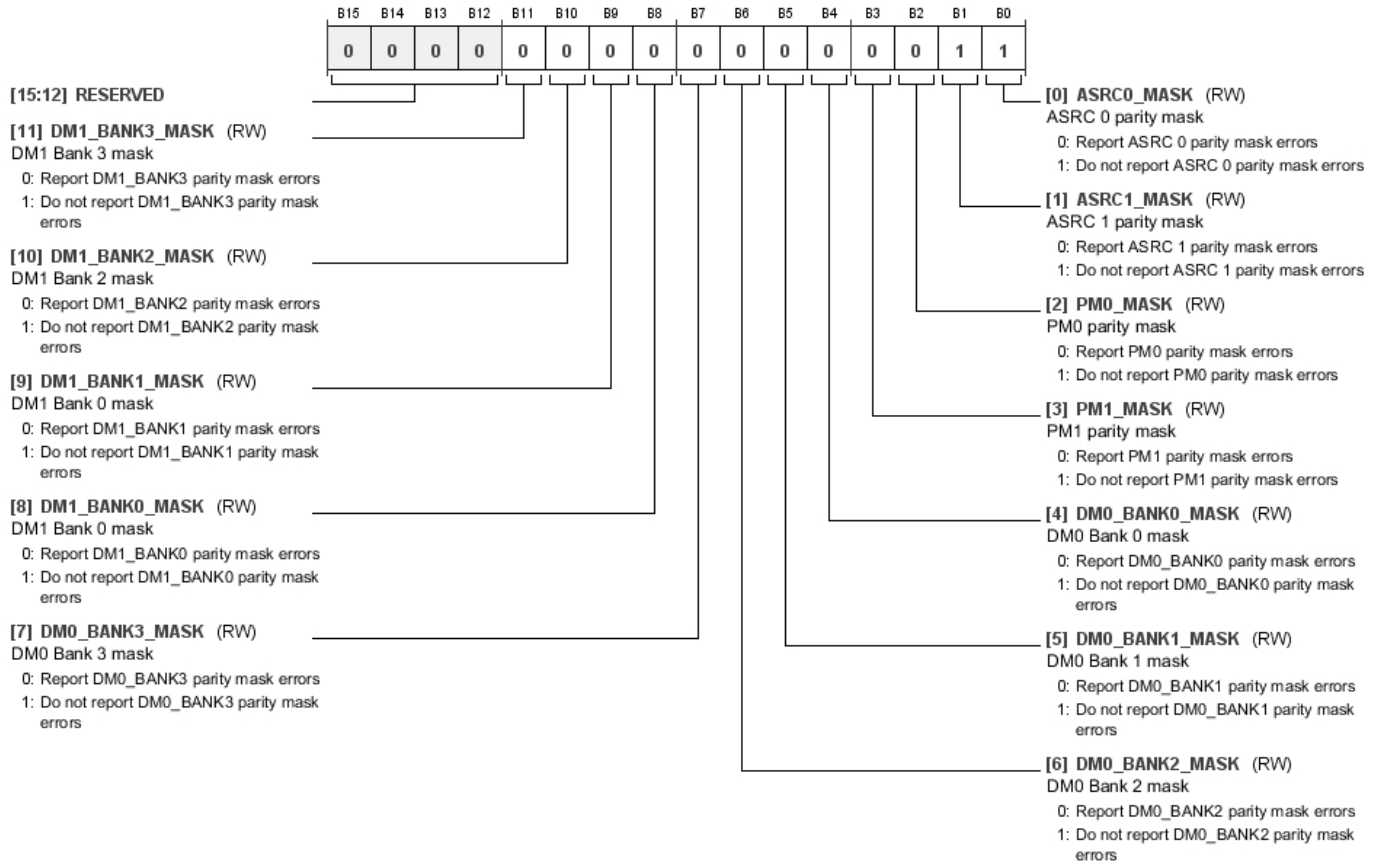 B15 B14 B13 B12 B11 B10 B9 B8 B7 B6 B5 B4 B3 B2 B1 B0
0 0 0 0 0 0 0 0 0 0 0 0 0 0 1 1
[15:12] RESERVED
[11] DM1_BANK3_MASK (RW)
DM1 Bank 3 mask
0: Report DM1_BANK3 parity mask errors
1: Do not report DM1_BANK3 parity mask
errors
[10] DM1_BANK2_MASK (RW)
DM1 Bank 2 mask
0: Report DM1_BANK2 parity mask errors
1: Do not report DM1_BANK2 parity mask
errors
[9] DM1_BANK1_MASK (RW)
DM1 Bank 0 mask
0: Report DM1_BANK1 parity mask errors
1: Do not report DM1_BANK1 parity mask
errors
[8] DM1_BANK0_MASK (RW)
DM1 Bank 0 mask
0: Report DM1_BANK0 parity mask errors
1: Do not report DM1_BANK0 parity mask
errors
[7] DM0_BANK3_MASK (RW)
DM0 Bank 3 mask
0: Report DM0_BANK3 parity mask errors
1: Do not report DM0_BANK3 parity mask
errors
[0] ASRC0_MASK (RW)
ASRC 0 parity mask
0: Report ASRC 0 parity mask errors
1: Do not report ASRC 0 parity mask errors
[1] ASRC1_MASK (RW)
ASRC 1 parity mask
0: Report ASRC 1 parity mask errors
1: Do not report ASRC 1 parity mask errors
[2] PM0_MASK (RW)
PM0 parity mask
0: Report PM0 parity mask errors
1: Do not report PM0 parity mask errors
[3] PM1_MASK (RW)
PM1 parity mask
0: Report PM1 parity mask errors
1: Do not report PM1 parity mask errors
[4] DM0_BANK0_MASK (RW)
DM0 Bank 0 mask
0: Report DM0_BANK0 parity mask errors
1: Do not report DM0_BANK0 parity mask
errors
[5] DM0_BANK1_MASK (RW)
DM0 Bank 1 mask
0: Report DM0_BANK1 parity mask errors
1: Do not report DM0_BANK1 parity mask
errors
[6] DM0_BANK2_MASK (RW)
DM0 Bank 2 mask
0: Report DM0_BANK2 parity mask errors
1: Do not report DM0_BANK2 parity mask
errors